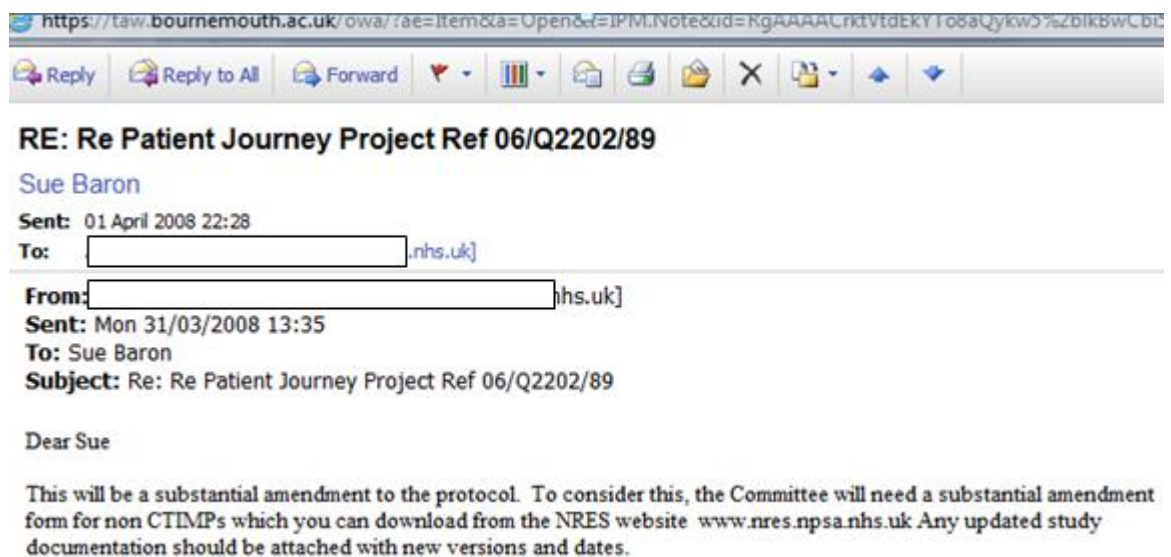 https://taw.bournemouth.ac.uk/owa/?ae=Item&a=Open&t=IPM.Note&id=
Reply Reply to All Forward
RE: Re Patient Journey Project Ref 06/Q2202/89
Sue Baron
Sent: 01 April 2008 22:28
To: .nhs.uk]
From: nhs.uk]
Sent: Mon 31/03/2008 13:35
To: Sue Baron
Subject: Re: Re Patient Journey Project Ref 06/Q2202/89
Dear Sue
This will be a substantial amendment to the protocol. To consider this, the Committee will need a substantial amendment
form for non CTIMPs which you can download from the NRES website www.nres.npsa.nhs.uk Any updated study
documentation should be attached with new versions and dates.